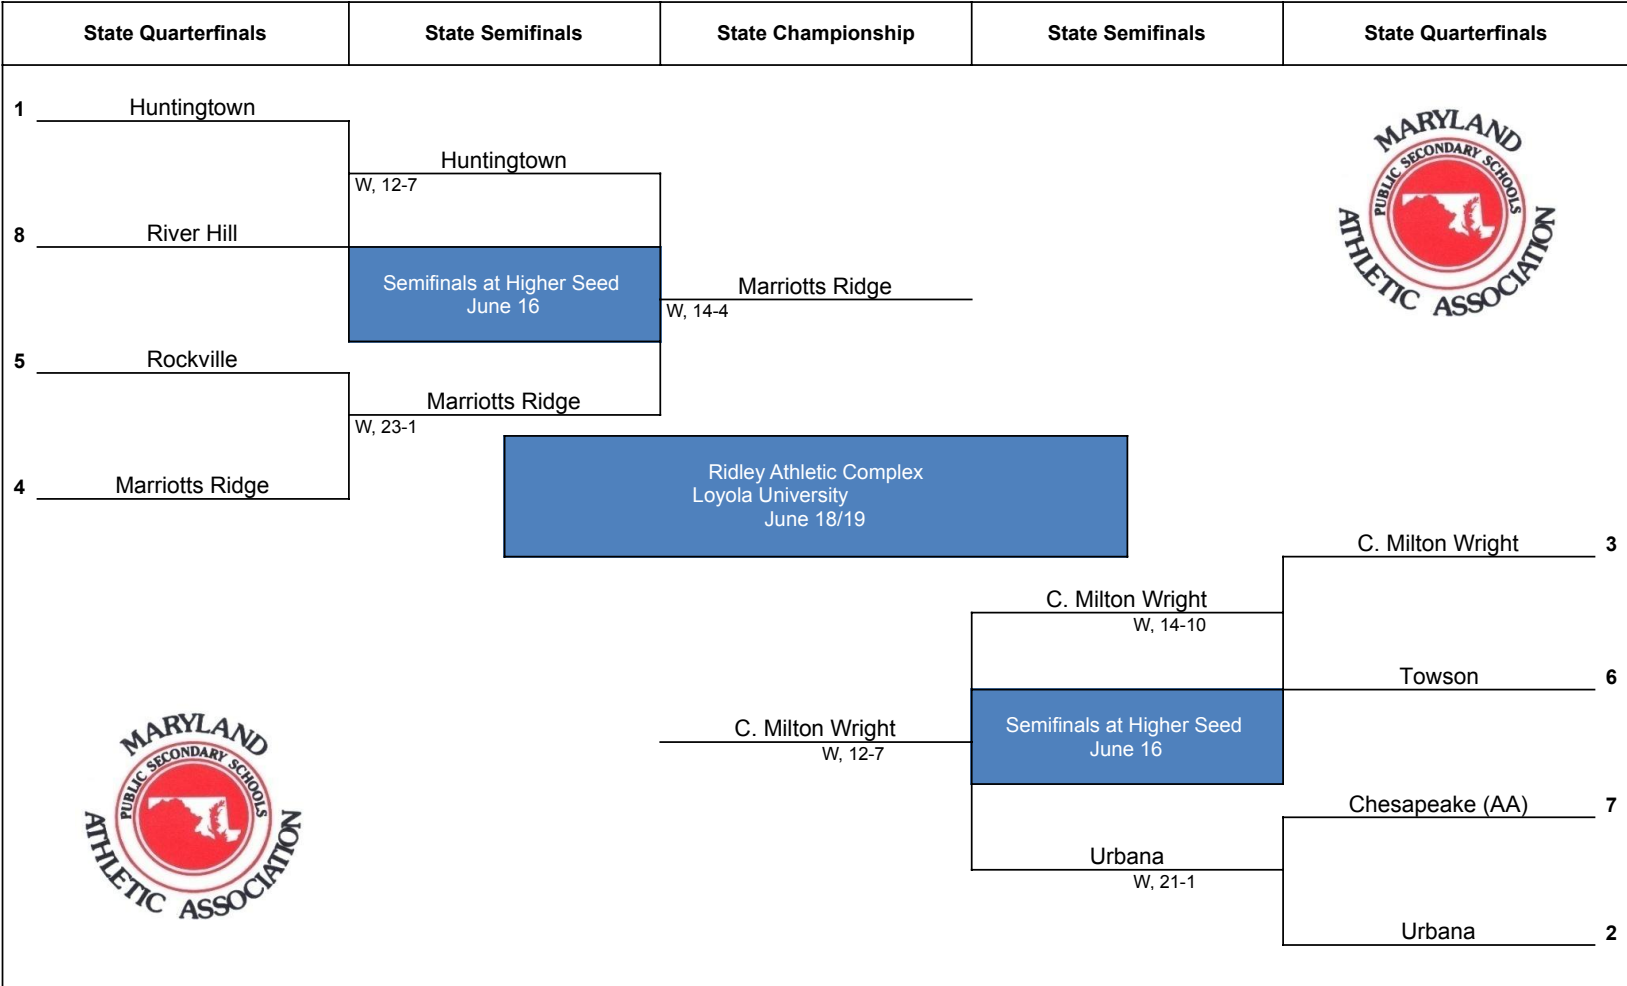 State Quarterfinals State Semifinals State Championship State Semifinals State Quarterfinals
1 Huntingtown
Huntingtown
W, 12-7
8 River Hill
Semifinals at Higher Seed
June 16
Marriotts Ridge
W, 14-4
5 Rockville
Marriotts Ridge
W, 23-1
4 Marriotts Ridge
MARYLAND
PUBLIC SECONDARY SCHOOLS
ATHLETIC ASSOCIATION
Ridley Athletic Complex
Loyola University
June 18/19
C. Milton Wright 3
C. Milton Wright
W, 14-10
Towson 6
Semifinals at Higher Seed
June 16
C. Milton Wright
W, 12-7
Chesapeake (AA) 7
Urbana
W, 21-1
Urbana 2
MARYLAND
PUBLIC SECONDARY SCHOOLS
ATHLETIC ASSOCIATION